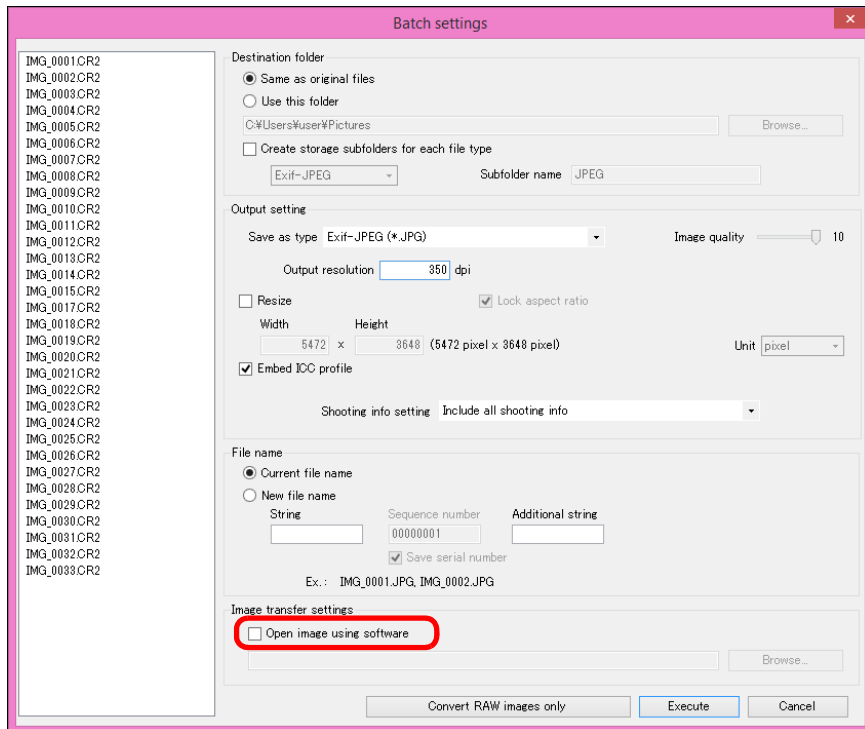 Batch settings
IMG_0001.CR2
IMG_0002.CR2
IMG_0003.CR2
IMG_0004.CR2
IMG_0005.CR2
IMG_0006.CR2
IMG_0007.CR2
IMG_0008.CR2
IMG_0009.CR2
IMG_0010.CR2
IMG_0011.CR2
IMG_0012.CR2
IMG_0013.CR2
IMG_0014.CR2
IMG_0015.CR2
IMG_0017.CR2
IMG_0018.CR2
IMG_0019.CR2
IMG_0020.CR2
IMG_0021.CR2
IMG_0022.CR2
IMG_0023.CR2
IMG_0024.CR2
IMG_0025.CR2
IMG_0026.CR2
IMG_0027.CR2
IMG_0028.CR2
IMG_0029.CR2
IMG_0030.CR2
IMG_0031.CR2
IMG_0032.CR2
IMG_0033.CR2
Destination folder
Same as original files
Use this folder
C:¥Users¥user¥Pictures Browse...
Create storage subfolders for each file type
Exif-JPEG Subfolder name JPEG
Output setting
Save as type Exif-JPEG (*.JPG) Image quality 10
Output resolution 350 dpi
Resize Lock aspect ratio
Width Height
5472 x 3648 (5472 pixel x 3648 pixel) Unit pixel
Embed ICC profile
Shooting info setting Include all shooting info
File name
Current file name
New file name
String Sequence number Additional string
00000001
Save serial number
Ex.: IMG_0001.JPG, IMG_0002.JPG
Image transfer settings
Open image using software
Browse...
Convert RAW images only Execute Cancel